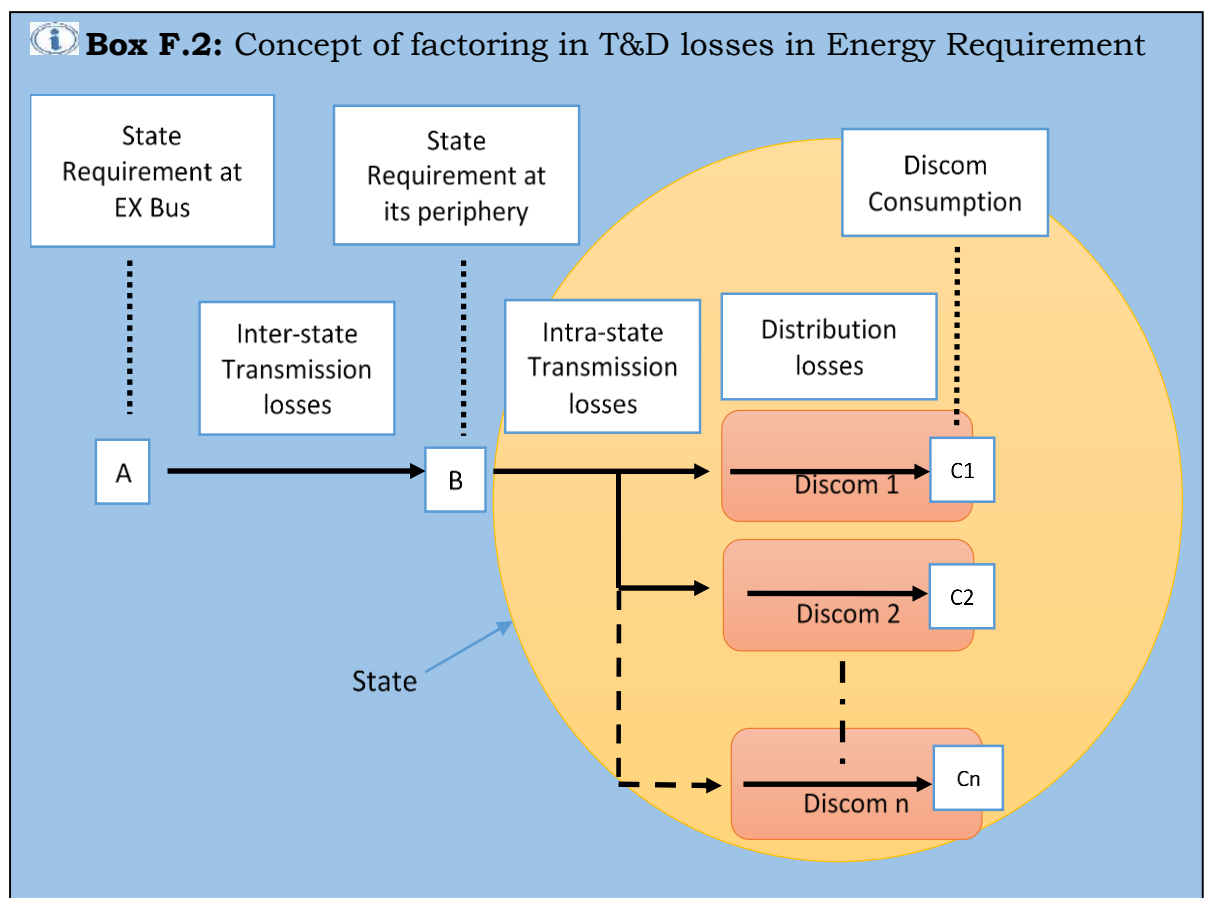 Box F.2: Concept of factoring in T&D losses in Energy Requirement
State
Requirement at
EX Bus
State
Requirement at
its periphery
Discom
Consumption
Inter-state
Transmission
losses
Intra-state
Transmission
losses
Distribution
losses
A
B
C1
Discom 1
C2
Discom 2
State
Cn
Discom n